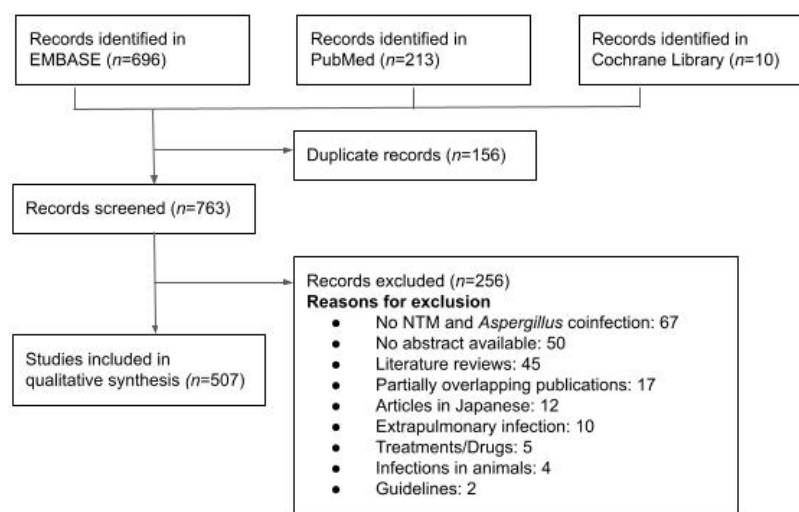 Records identified in
EMBASE (n=696)
Records identified in
PubMed (n=213)
Records identified in
Cochrane Library (n=10)
Duplicate records (n=156)
Records screened (n=763)
Records excluded (n=256)
Reasons for exclusion
● No NTM and Aspergillus coinfection: 67
● No abstract available: 50
● Literature reviews: 45
● Partially overlapping publications: 17
● Articles in Japanese: 12
● Extrapulmonary infection: 10
● Treatments/Drugs: 5
● Infections in animals: 4
● Guidelines: 2
Studies included in
qualitative synthesis (n=507)